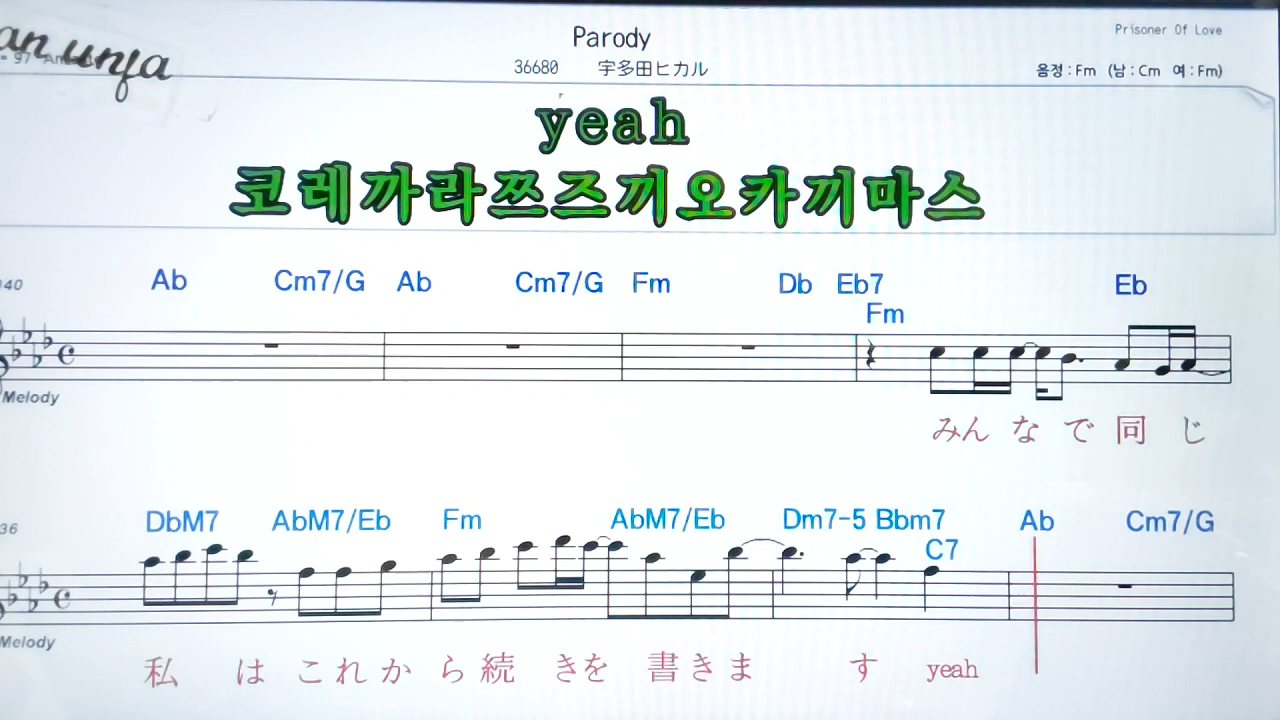 Parody
Prisoner Of Love
36680 宇多田ヒカル
음정 : Fm (남 : Cm 여 : Fm)
yeah
코레까라쯔즈끼오카끼마스
Ab Cm7/G Ab Cm7/G Fm Db Eb7 Eb
Fm
Melody
みんなで同じ
DbM7 AbM7/Eb Fm AbM7/Eb Dm7-5 Bbm7 Ab Cm7/G
C7
36
Melody
私はこれから続きを書きます yeah